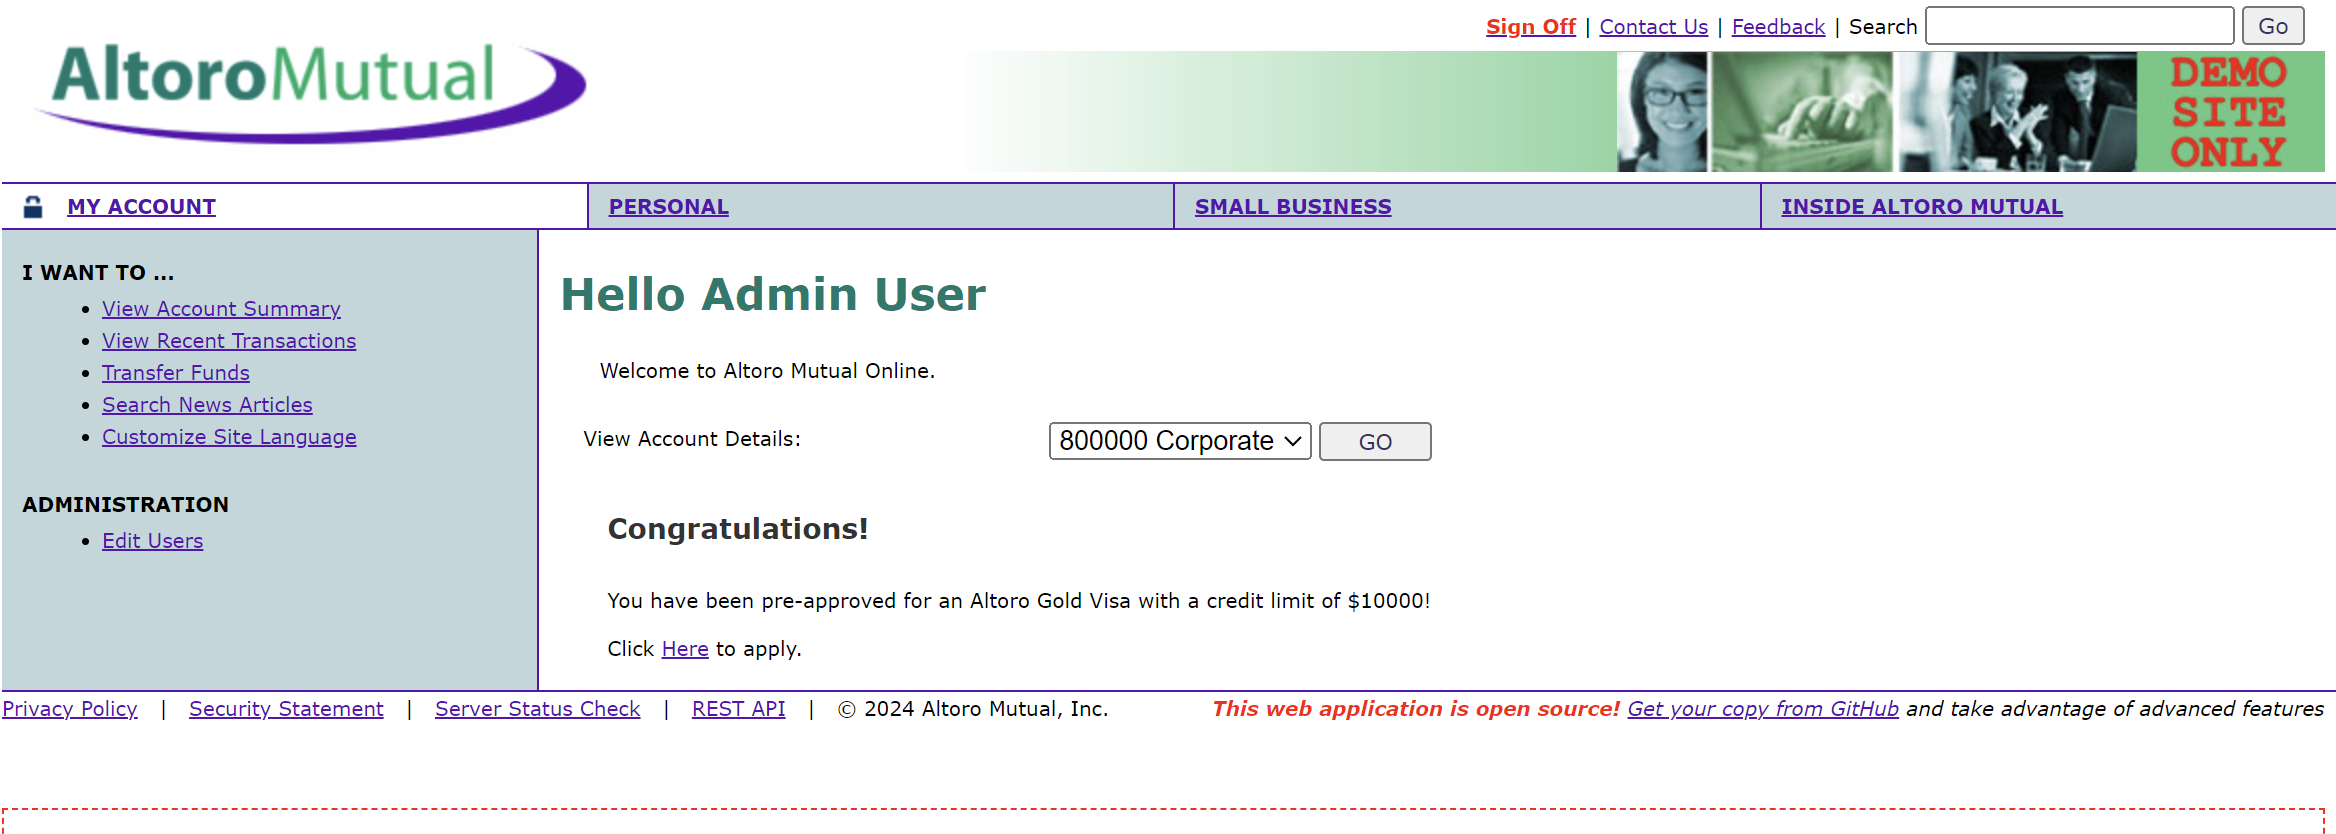 Sign Off | Contact Us | Feedback | Search Go
AltoroMutual
DEMO
SITE
ONLY
MY ACCOUNT
PERSONAL
SMALL BUSINESS
INSIDE ALTORO MUTUAL
I WANT TO ...
View Account Summary
View Recent Transactions
Transfer Funds
Search News Articles
Customize Site Language
ADMINISTRATION
Edit Users
Hello Admin User
Welcome to Altoro Mutual Online.
View Account Details: 800000 Corporate GO
Congratulations!
You have been pre-approved for an Altoro Gold Visa with a credit limit of $10000!
Click Here to apply.
Privacy Policy | Security Statement | Server Status Check | REST API | © 2024 Altoro Mutual, Inc. This web application is open source! Get your copy from GitHub and take advantage of advanced features